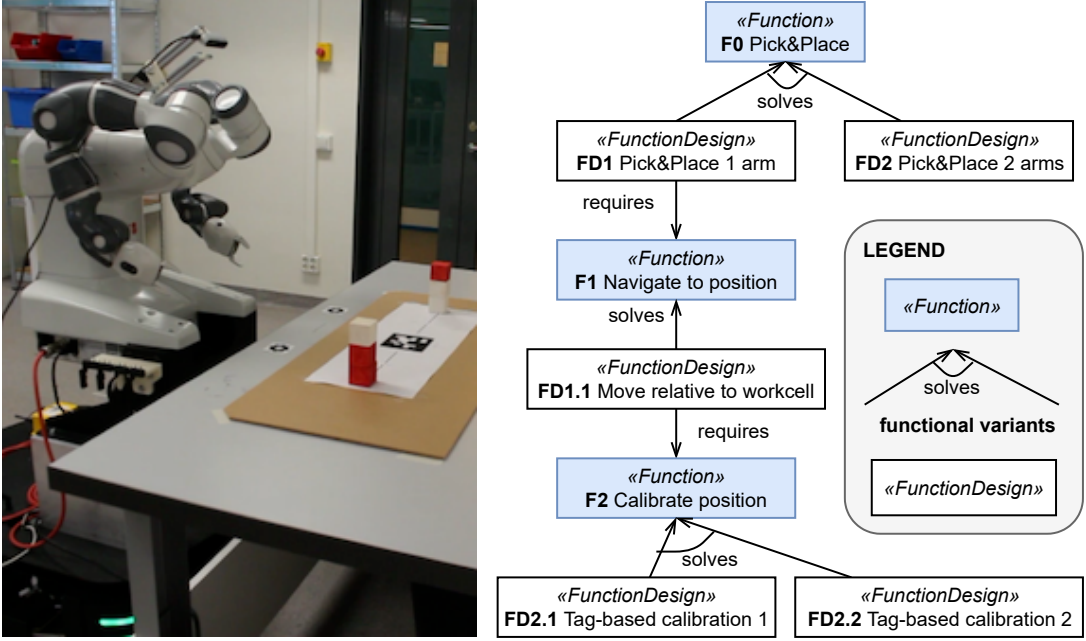 «Function»
F0 Pick&Place
solves
«FunctionDesign»
FD1 Pick&Place 1 arm
«FunctionDesign»
FD2 Pick&Place 2 arms
requires
«Function»
F1 Navigate to position
solves
«FunctionDesign»
FD1.1 Move relative to workcell
requires
«Function»
F2 Calibrate position
solves
«FunctionDesign»
FD2.1 Tag-based calibration 1
«FunctionDesign»
FD2.2 Tag-based calibration 2
LEGEND
«Function»
solves
functional variants
«FunctionDesign»